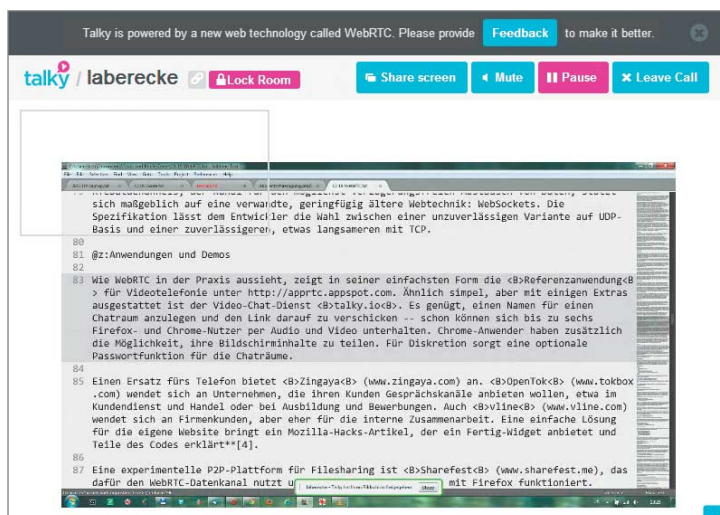 Talky is powered by a new web technology called WebRTC. Please provide Feedback to make it better.
talky / laberecke Lock Room Share screen Mute Pause Leave Call
sich maßgeblich auf eine verwandte, geringfügig ältere Webtechnik: WebSockets. Die
Spezifikation lässt dem Entwickler die Wahl zwischen einer unzuverlässigen Variante auf UDP-
Basis und einer zuverlässigeren, etwas langsameren mit TCP.
80
81 @z:Anwendungen und Demos
82
83 Wie WebRTC in der Praxis aussieht, zeigt in seiner einfachsten Form die <B>Referenzanwendung<B
> für Videotelefonie unter http://apprtc.appspot.com. Ähnlich simpel, aber mit einigen Extras
ausgestattet ist der Video-Chat-Dienst <B>talky.io<B>. Es genügt, einen Namen für einen
Chatraum anzulegen und den Link darauf zu verschicken -- schon können sich bis zu sechs
Firefox- und Chrome-Nutzer per Audio und Video unterhalten. Chrome-Anwender haben zusätzlich
die Möglichkeit, ihre Bildschirminhalte zu teilen. Für Diskretion sorgt eine optionale
Passwortfunktion für die Chaträume.
84
85 Einen Ersatz fürs Telefon bietet <B>Zingaya<B> (www.zingaya.com) an. <B>OpenTok<B> (www.tokbox
.com) wendet sich an Unternehmen, die ihren Kunden Gesprächskanäle anbieten wollen, etwa im
Kundendienst und Handel oder bei Ausbildung und Bewerbungen. Auch <B>vline<B> (www.vline.com)
wendet sich an Firmenkunden, aber eher für die interne Zusammenarbeit. Eine einfache Lösung
für die eigene Website bringt ein Mozilla-Hacks-Artikel, der ein Fertig-Widget anbietet und
Teile des Codes erklärt**[4].
86
87 Eine experimentelle P2P-Plattform für Filesharing ist <B>Sharefest<B> (www.sharefest.me), das
dafür den WebRTC-Datenkanal nutzt u mit Firefox funktioniert.